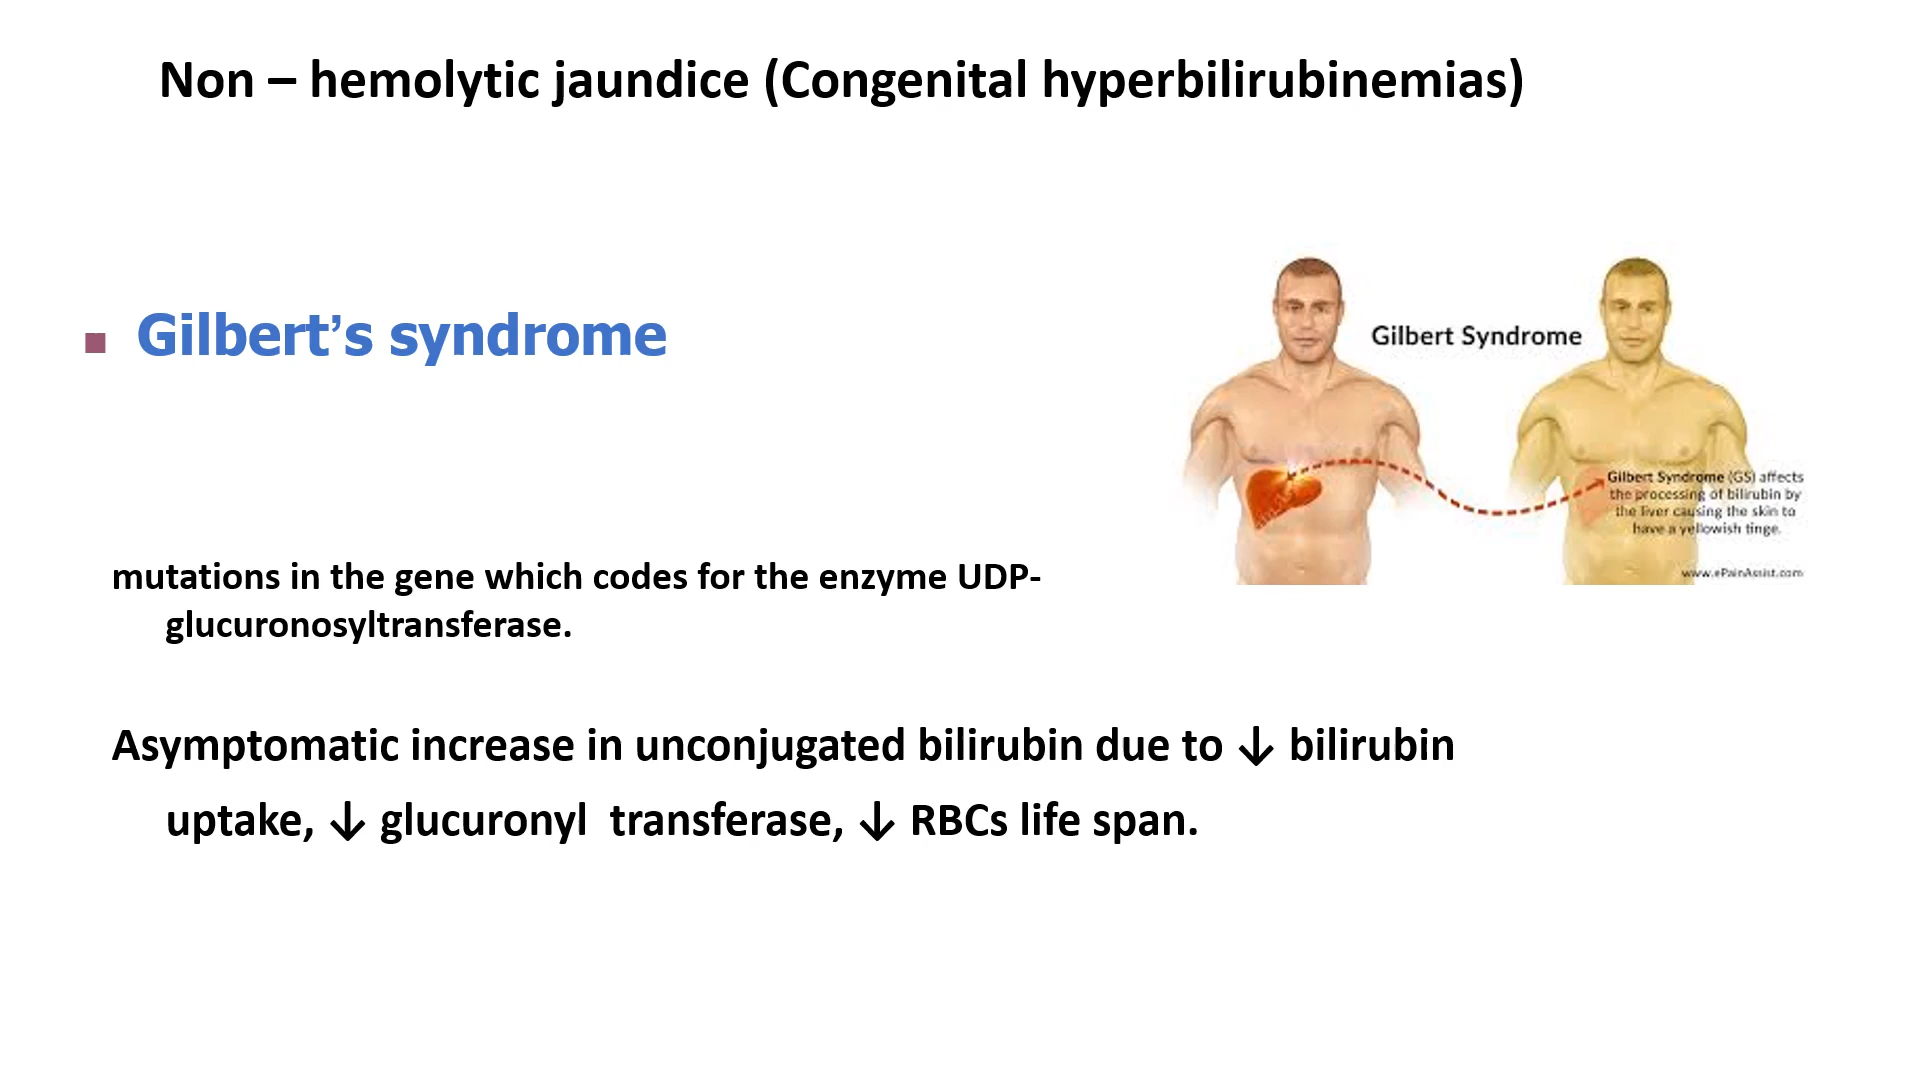 Non – hemolytic jaundice (Congenital hyperbilirubinemias)
▪ Gilbert’s syndrome
Gilbert Syndrome
Gilbert Syndrome (GS) affects
the processing of bilirubin by
the liver causing the skin to
have a yellowish tinge.
www.ePainAssist.com
mutations in the gene which codes for the enzyme UDP-
glucuronosyltransferase.
Asymptomatic increase in unconjugated bilirubin due to ↓ bilirubin
uptake, ↓ glucuronyl  transferase, ↓ RBCs life span.